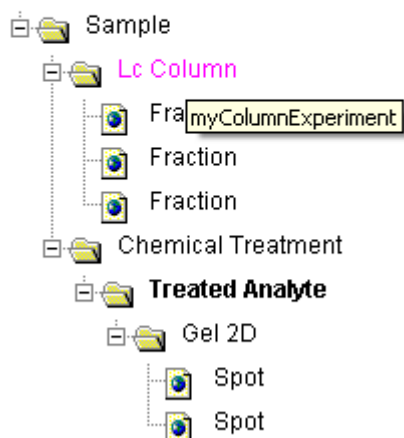 Sample
Lc Column
Fra myColumnExperiment
Fraction
Fraction
Chemical Treatment
Treated Analyte
Gel 2D
Spot
Spot